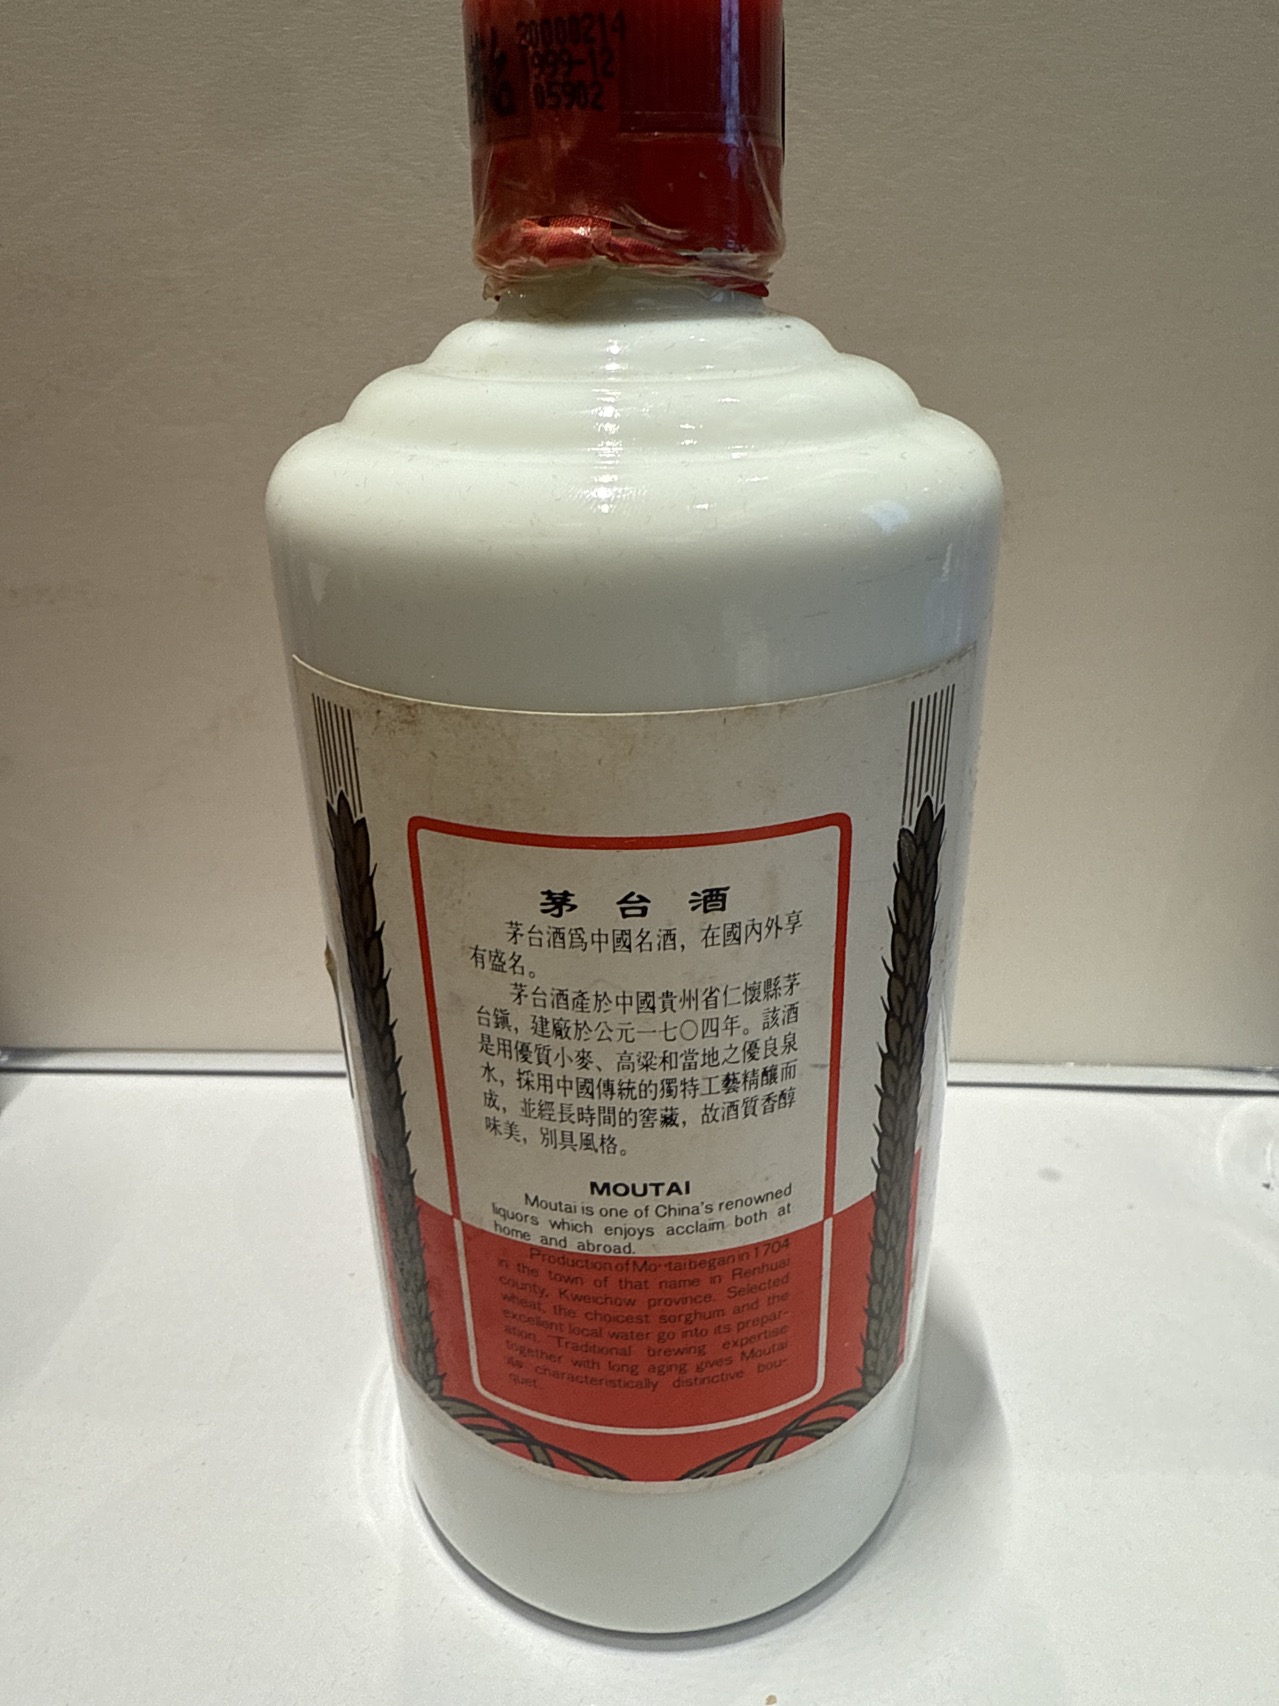 茅台
20000214
1999-12
05902
茅台酒
茅台酒爲中國名酒，在國內外享
有盛名。
茅台酒產於中國貴州省仁懷縣茅
台鎭，建廠於公元一七〇四年。該酒
是用優質小麥、高粱和當地之優良泉
水，採用中國傳統的獨特工藝精釀而
成，並經長時間的窖藏，故酒質香醇
味美，別具風格。
MOUTAI
Moutai is one of China's renowned
liquors which enjoys acclaim both at
home and abroad.
Production of Moutai began in 1704
in the town of that name in Renhuai
county, Kweichow province. Selected
wheat, the choicest sorghum and the
excellent local water go into its prepar-
ation. Traditional brewing expertise
together with long aging gives Moutai
its characteristically distinctive bou-
quet.